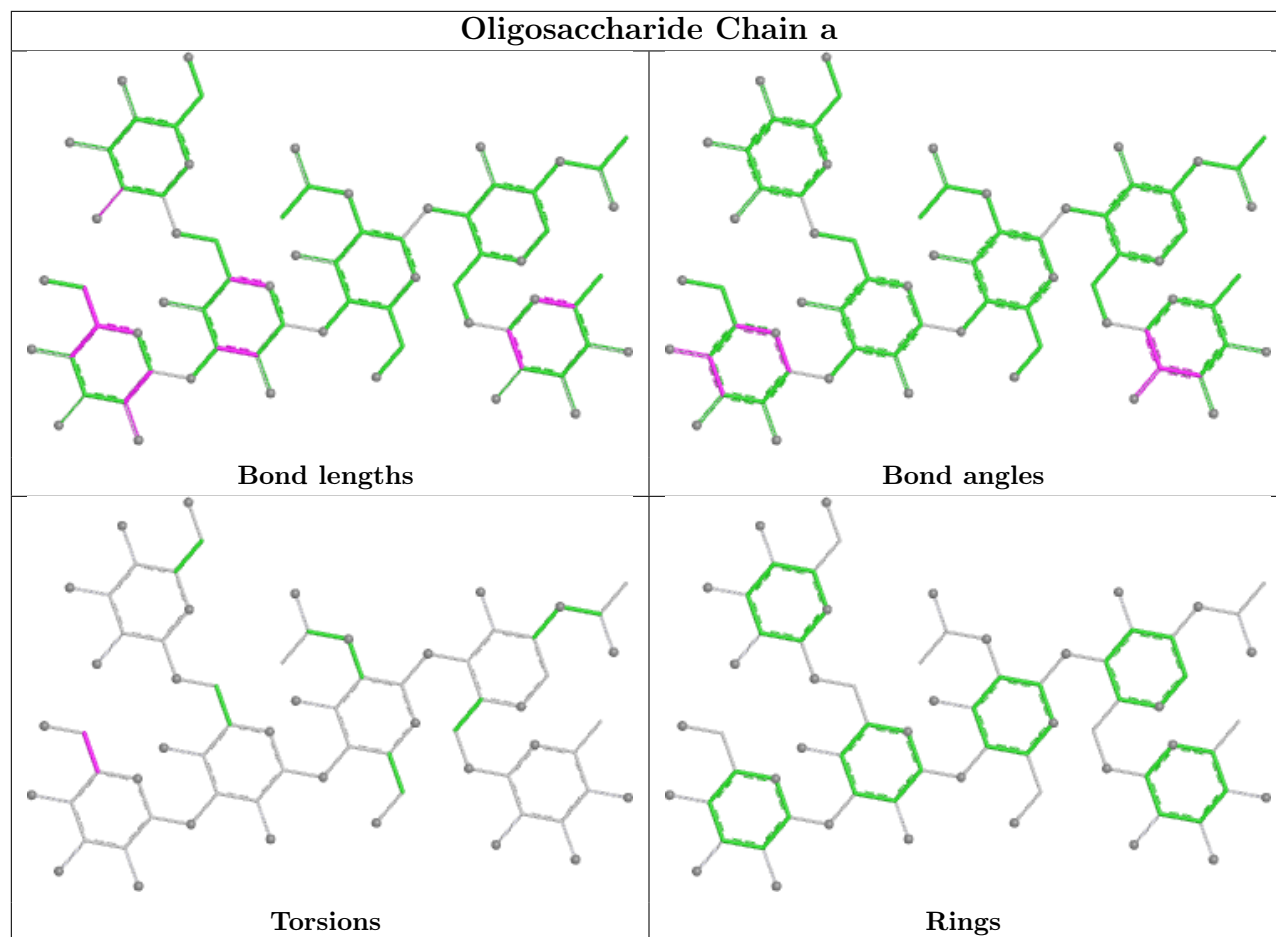 Oligosaccharide Chain a
Bond lengths
Bond angles
Torsions
Rings